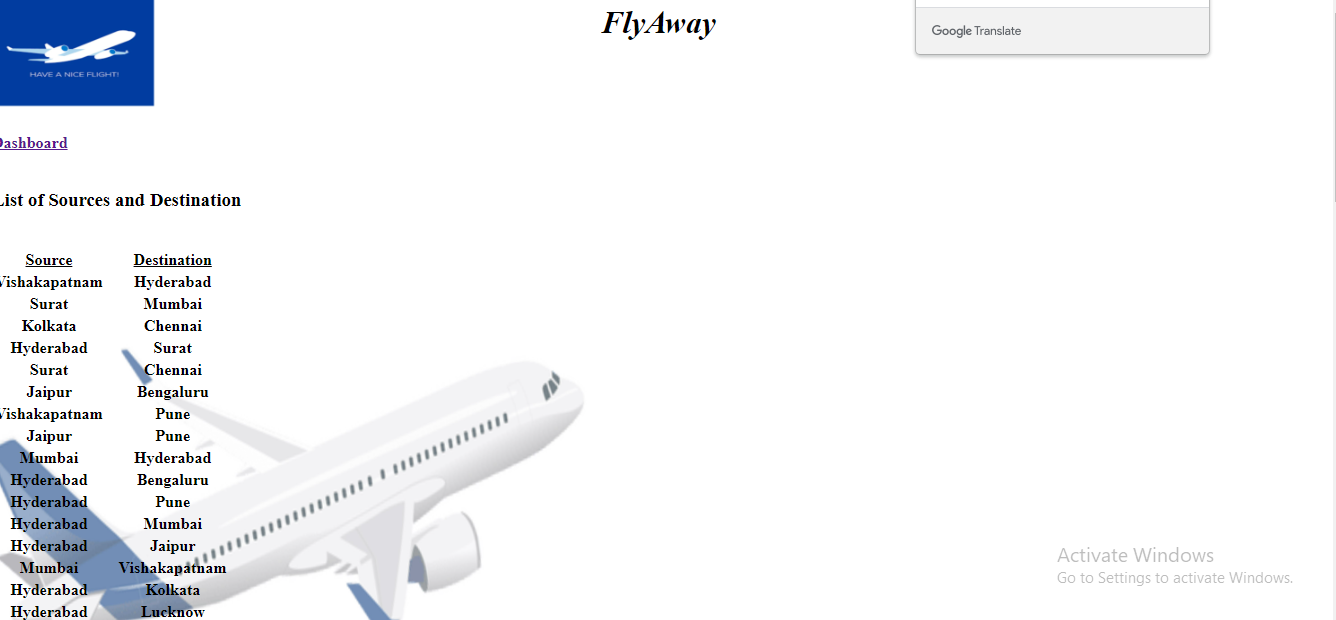 FlyAway
Google Translate
HAVE A NICE FLIGHT!
Dashboard
List of Sources and Destination
Source Destination
Vishakapatnam Hyderabad
Surat Mumbai
Kolkata Chennai
Hyderabad Surat
Surat Chennai
Jaipur Bengaluru
Vishakapatnam Pune
Jaipur Pune
Mumbai Hyderabad
Hyderabad Bengaluru
Hyderabad Pune
Hyderabad Mumbai
Hyderabad Jaipur
Mumbai Vishakapatnam
Hyderabad Kolkata
Hyderabad Lucknow
Activate Windows
Go to Settings to activate Windows.